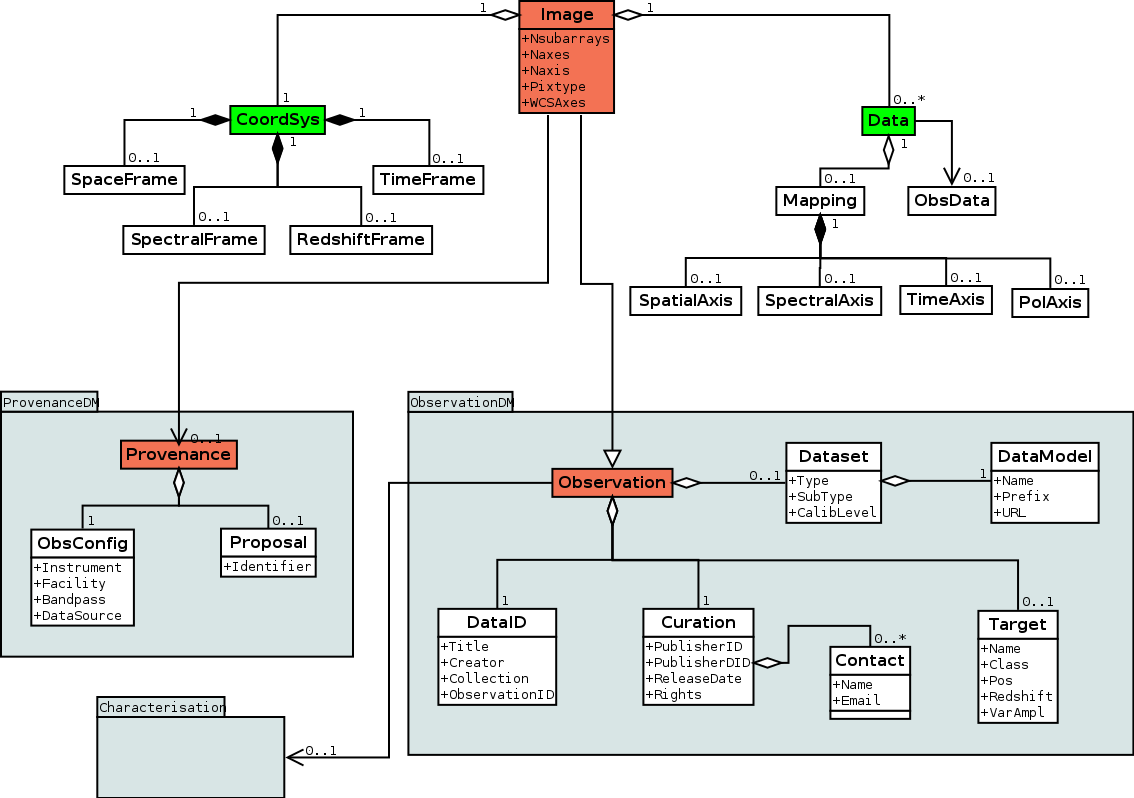 1
Image
1
+Nsubarrays
+Naxes
+Naxis
+Pixtype
+WCSAxes
1
1
CoordSys
1
1
0..1
SpaceFrame
0..1
TimeFrame
0..1
SpectralFrame
0..1
RedshiftFrame
0..*
Data
1
0..1
Mapping
1
0..1
ObsData
0..1
SpatialAxis
0..1
SpectralAxis
0..1
TimeAxis
0..1
PolAxis
ProvenanceDM
0..1
Provenance
1
ObsConfig
+Instrument
+Facility
+Bandpass
+DataSource
0..1
Proposal
+Identifier
ObservationDM
Observation
0..1
Dataset
+Type
+SubType
+CalibLevel
1
DataModel
+Name
+Prefix
+URL
1
DataID
+Title
+Creator
+Collection
+ObservationID
1
Curation
+PublisherID
+PublisherDID
+ReleaseDate
+Rights
0..*
Contact
+Name
+Email
0..1
Target
+Name
+Class
+Pos
+Redshift
+VarAmpl
Characterisation
0..1